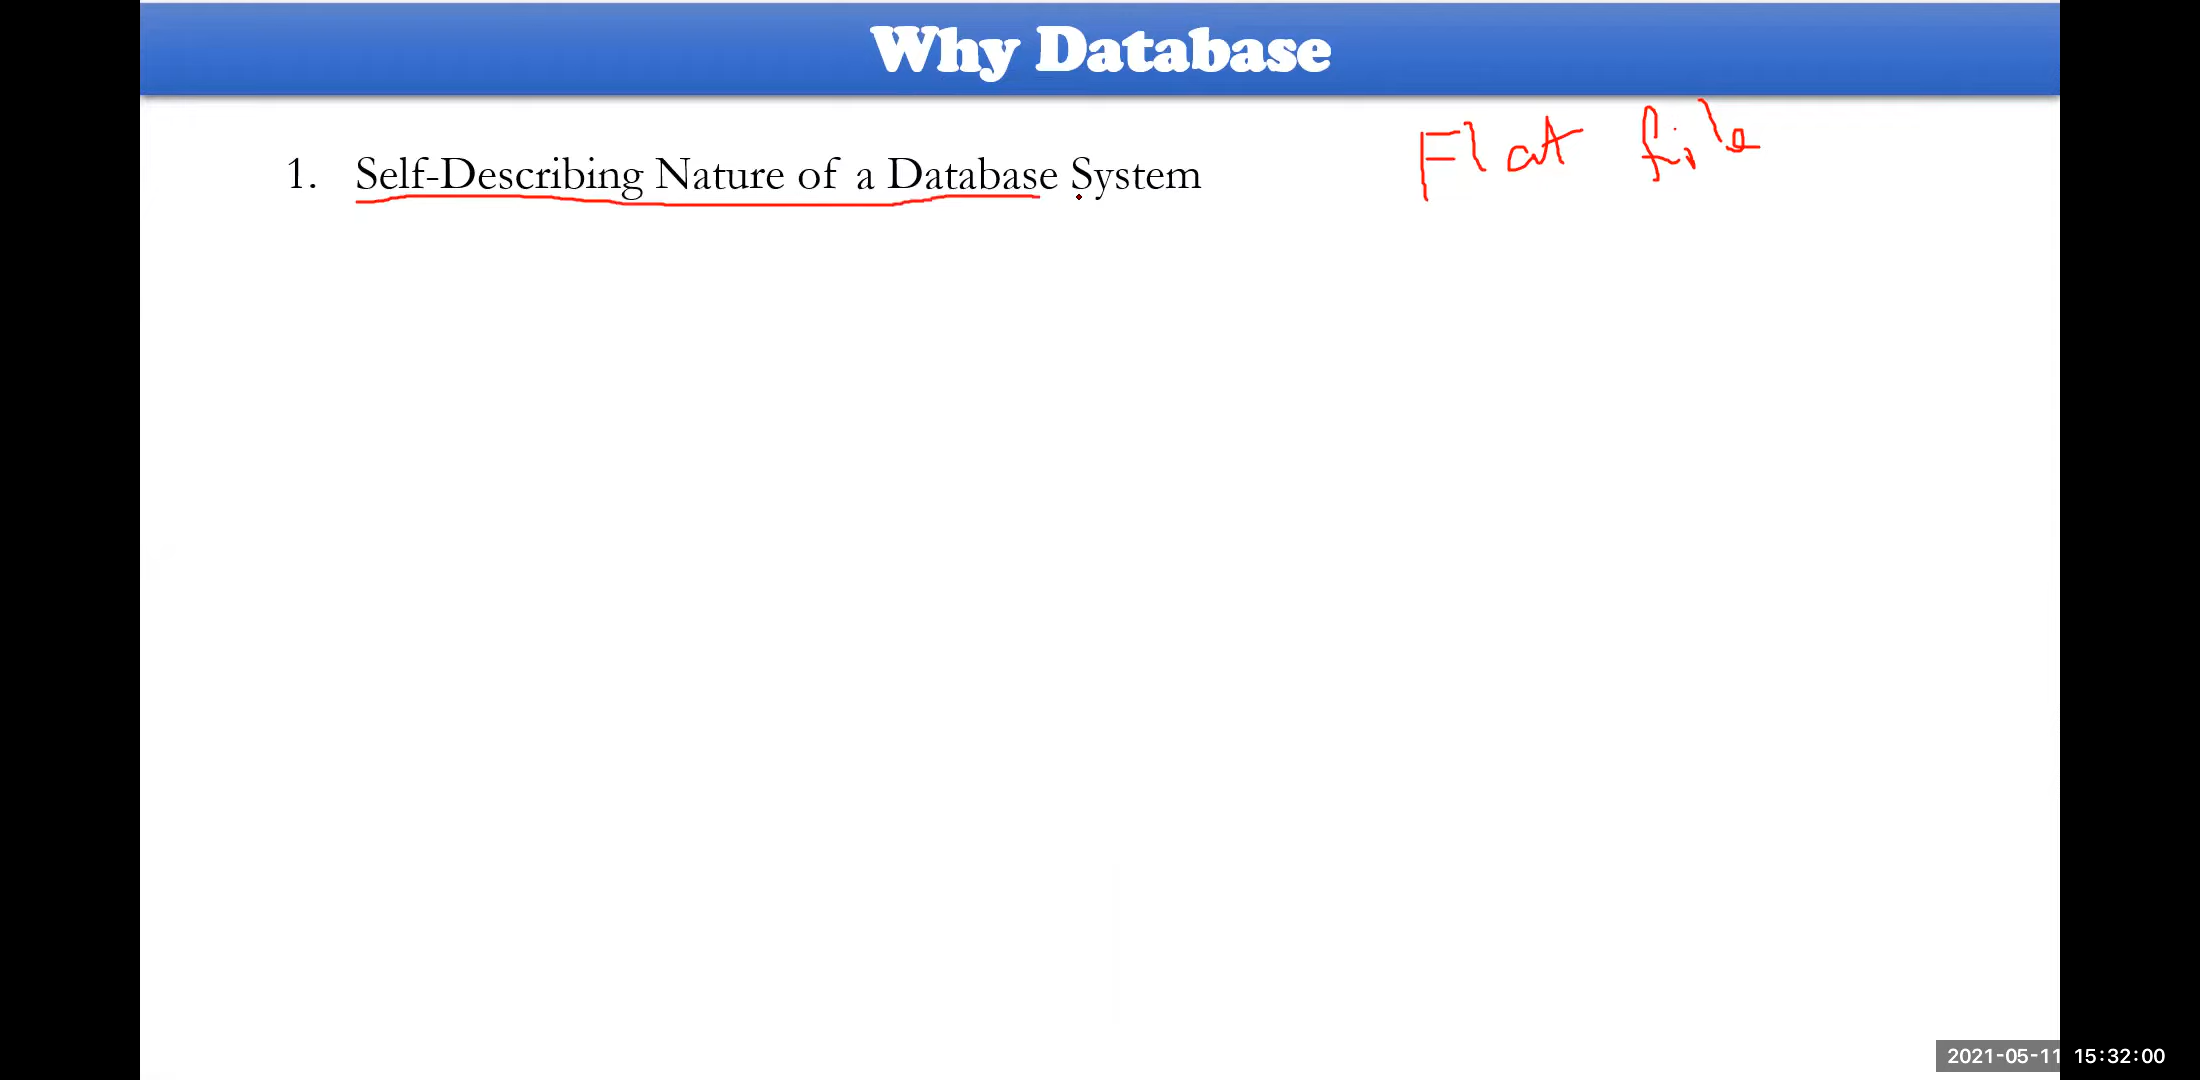 Why Database
Flat file
1. Self-Describing Nature of a Database System
2021-05-11 15:32:00